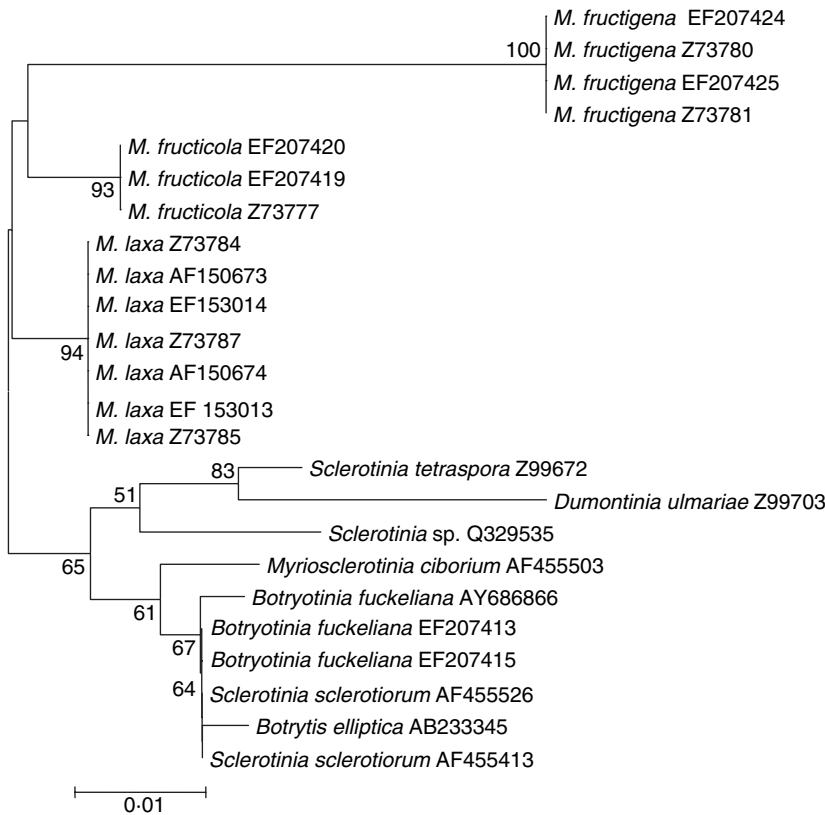 M. fructigena EF207424
100
M. fructigena Z73780
M. fructigena EF207425
M. fructigena Z73781
M. fructicola EF207420
M. fructicola EF207419
93
M. fructicola Z73777
M. laxa Z73784
M. laxa AF150673
M. laxa EF153014
M. laxa Z73787
94
M. laxa AF150674
M. laxa EF 153013
M. laxa Z73785
83
Sclerotinia tetraspora Z99672
51
Dumontinia ulmariae Z99703
Sclerotinia sp. Q329535
65
Myriosclerotinia ciborium AF455503
61
Botryotinia fuckeliana AY686866
Botryotinia fuckeliana EF207413
67
Botryotinia fuckeliana EF207415
64
Sclerotinia sclerotiorum AF455526
Botrytis elliptica AB233345
Sclerotinia sclerotiorum AF455413
0·01